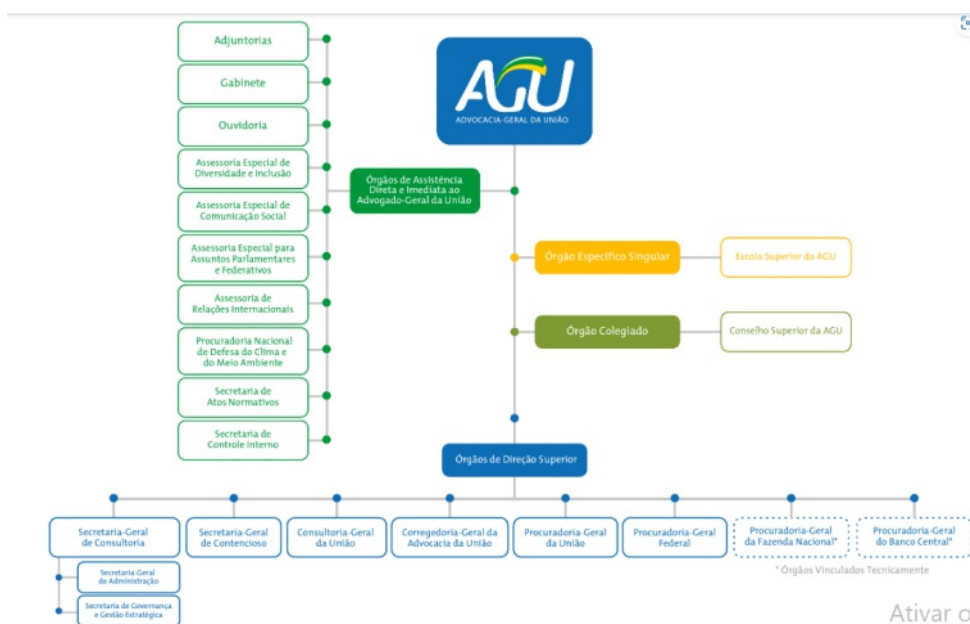 Adjuntorias
Gabinete
Ouvidoria
Assessoria Especial de
Diversidade e Inclusão
Assessoria Especial de
Comunicação Social
Assessoria Especial para
Assuntos Parlamentares
e Federativos
Assessoria de
Relações Internacionais
Procuradoria Nacional
de Defesa do Clima e
do Meio Ambiente
Secretaria de
Atos Normativos
Secretaria de
Controle Interno
AGU
ADVOCACIA-GERAL DA UNIÃO
Órgãos de Assistência
Direta e Imediata ao
Advogado-Geral da União
Órgão Específico Singular
Escola Superior da AGU
Órgão Colegiado
Conselho Superior da AGU
Órgãos de Direção Superior
Secretaria-Geral
de Consultoria
Secretaria-Geral
de Contencioso
Consultoria-Geral
da União
Corregedoria-Geral da
Advocacia da União
Procuradoria-Geral
da União
Procuradoria-Geral
Federal
Procuradoria-Geral
da Fazenda Nacional*
Procuradoria-Geral
do Banco Central*
Secretaria-Geral
de Administração
Secretaria de Governança
e Gestão Estratégica
* Órgãos Vinculados Tecnicamente
Ativar o